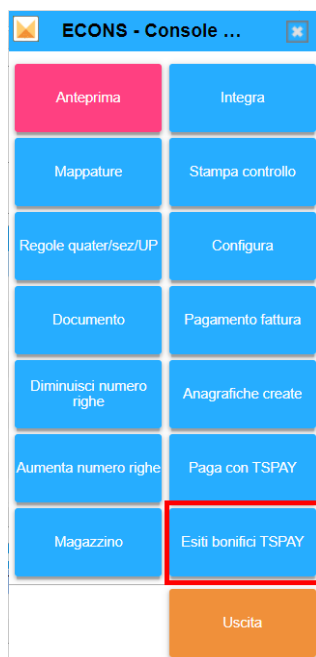 ECONS - Console ...
Anteprima
Integra
Mappature
Stampa controllo
Regole quater/sez/UP
Configura
Documento
Pagamento fattura
Diminuisci numero
righe
Anagrafiche create
Aumenta numero righe
Paga con TSPAY
Magazzino
Esiti bonifici TSPAY
Uscita